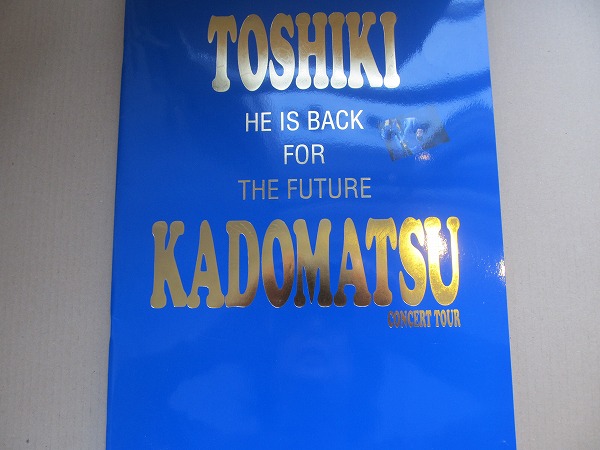 TOSHIKI
HE IS BACK
FOR
THE FUTURE
KADOMATSU
CONCERT TOUR